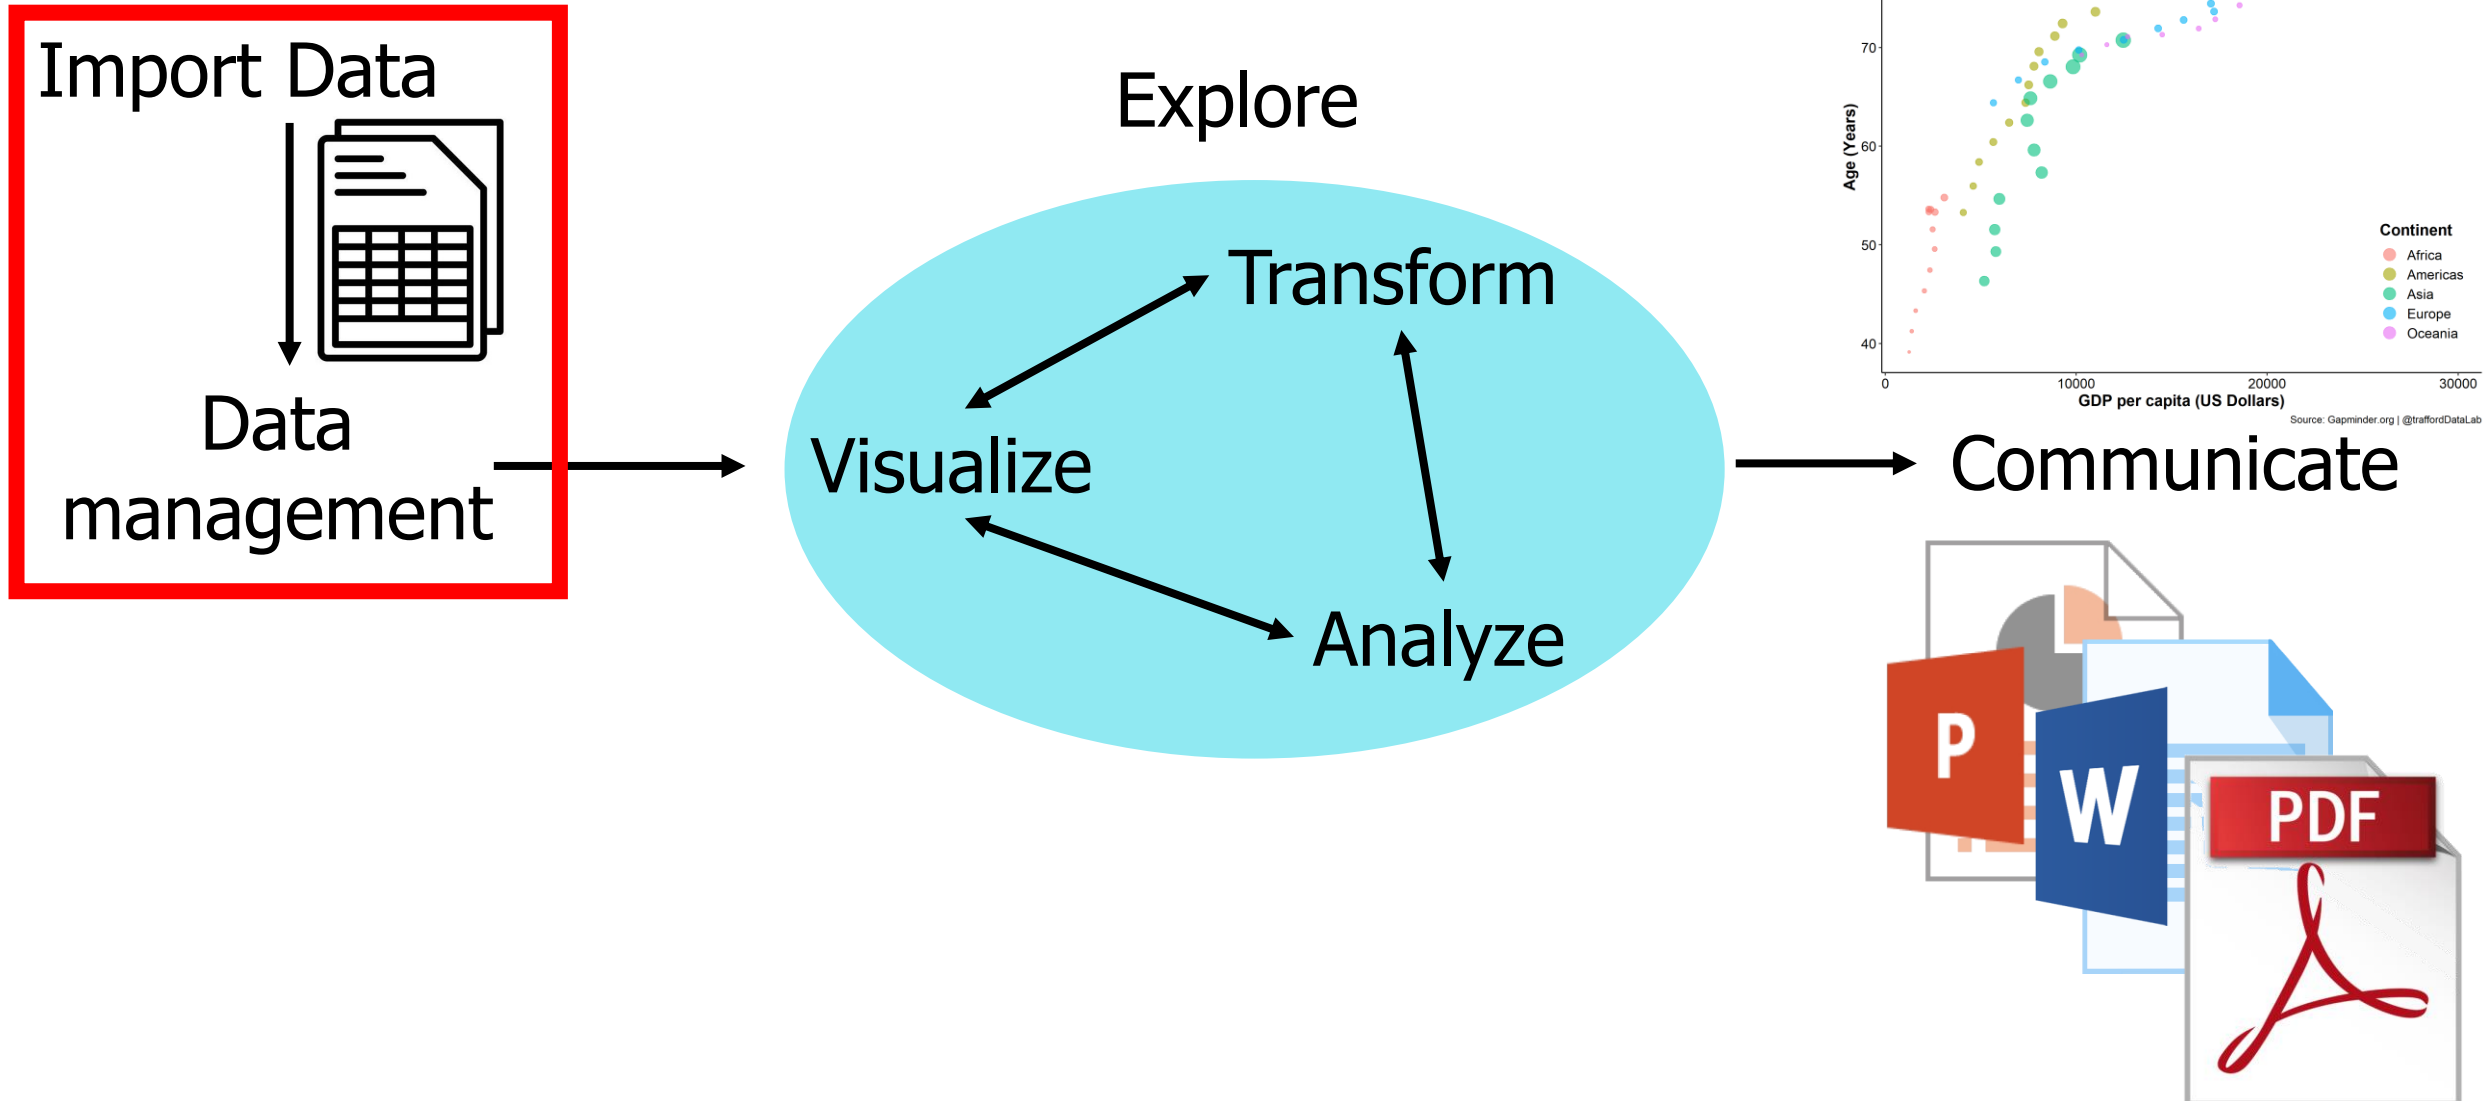 Import Data
Data
management
Explore
Transform
Visualize
Analyze
Age (Years)
70
60
50
40
0
10000
20000
30000
GDP per capita (US Dollars)
Continent
Africa
Americas
Asia
Europe
Oceania
Source: Gapminder.org | @traffordDataLab
Communicate
P
W
PDF